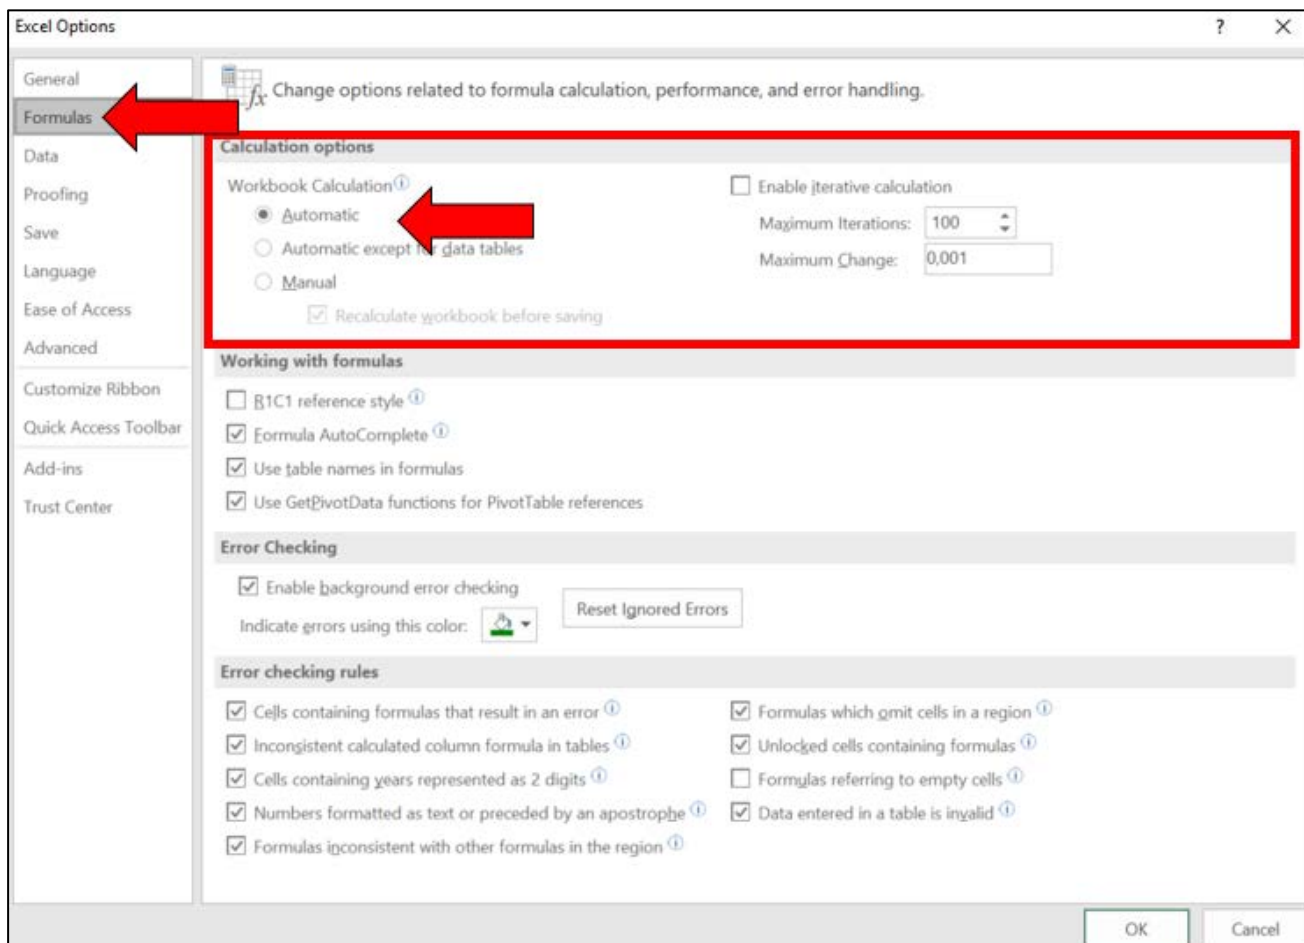 Excel Options
?
General
Formulas
Data
Proofing
Save
Language
Ease of Access
Advanced
Customize Ribbon
Quick Access Toolbar
Add-ins
Trust Center
fx
Change options related to formula calculation, performance, and error handling.
Calculation options
Workbook Calculation
Automatic
Automatic except for data tables
Manual
Recalculate workbook before saving
Enable iterative calculation
Maximum Iterations: 100
Maximum Change: 0,001
Working with formulas
R1C1 reference style
Formula AutoComplete
Use table names in formulas
Use GetPivotData functions for PivotTable references
Error Checking
Enable background error checking
Indicate errors using this color:
Reset Ignored Errors
Error checking rules
Cells containing formulas that result in an error
Inconsistent calculated column formula in tables
Cells containing years represented as 2 digits
Numbers formatted as text or preceded by an apostrophe
Formulas inconsistent with other formulas in the region
Formulas which omit cells in a region
Unlocked cells containing formulas
Formulas referring to empty cells
Data entered in a table is invalid
OK
Cancel